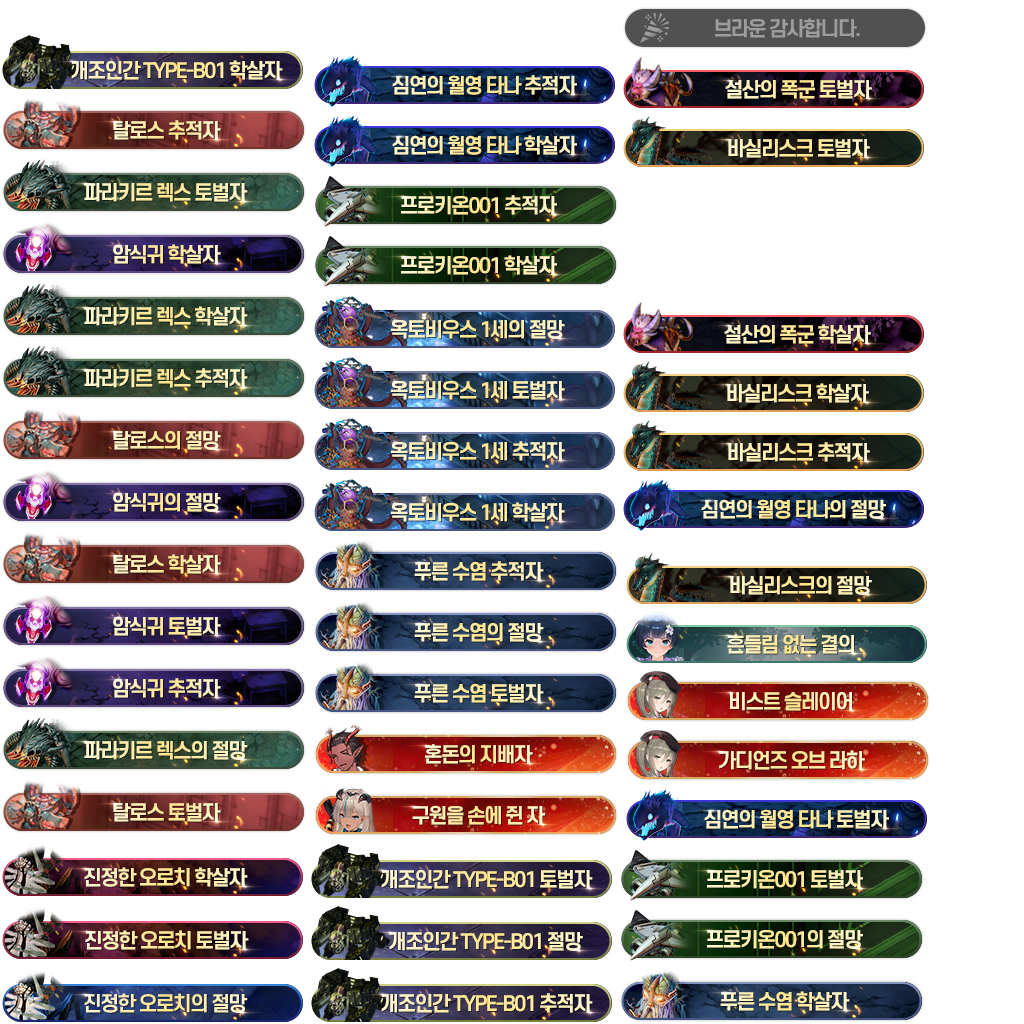 개조인간 TYPE-B01 학살자
탈로스 추적자
파라키르 렉스 토벌자
암식귀 학살자
파라키르 렉스 학살자
파라키르 렉스 추적자
탈로스의 절망
암식귀의 절망
탈로스 학살자
암식귀 토벌자
암식귀 추적자
파라키르 렉스의 절망
탈로스 토벌자
진정한 오로치 학살자
진정한 오로치 토벌자
진정한 오로치의 절망
심연의 월영 타나 추적자
심연의 월영 타나 학살자
프로키온001 추적자
프로키온001 학살자
옥토비우스 1세의 절망
옥토비우스 1세 토벌자
옥토비우스 1세 추적자
옥토비우스 1세 학살자
푸른 수염 추적자
푸른 수염의 절망
푸른 수염 토벌자
혼돈의 지배자
구원을 손에 쥔 자
개조인간 TYPE-B01 토벌자
개조인간 TYPE-B01 절망
개조인간 TYPE-B01 추적자
브라운 감사합니다.
설산의 폭군 토벌자
바실리스크 토벌자
설산의 폭군 학살자
바실리스크 학살자
바실리스크 추적자
심연의 월영 타나의 절망
바실리스크의 절망
흔들림 없는 결의
비스트 슬레이어
가디언즈 오브 라하
심연의 월영 타나 토벌자
프로키온001 토벌자
프로키온001의 절망
푸른 수염 학살자